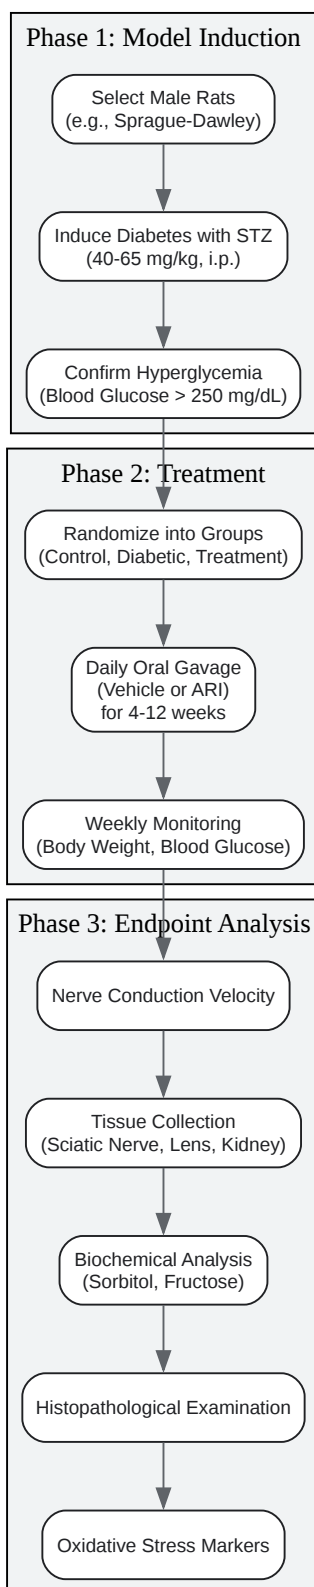 Phase 1: Model Induction
Select Male Rats
(e.g., Sprague-Dawley)
Induce Diabetes with STZ
(40-65 mg/kg, i.p.)
Confirm Hyperglycemia
(Blood Glucose > 250 mg/dL)
Phase 2: Treatment
Randomize into Groups
(Control, Diabetic, Treatment)
Daily Oral Gavage
(Vehicle or ARI)
for 4-12 weeks
Weekly Monitoring
(Body Weight, Blood Glucose)
Phase 3: Endpoint Analysis
Nerve Conduction Velocity
Tissue Collection
(Sciatic Nerve, Lens, Kidney)
Biochemical Analysis
(Sorbitol, Fructose)
Histopathological Examination
Oxidative Stress Markers